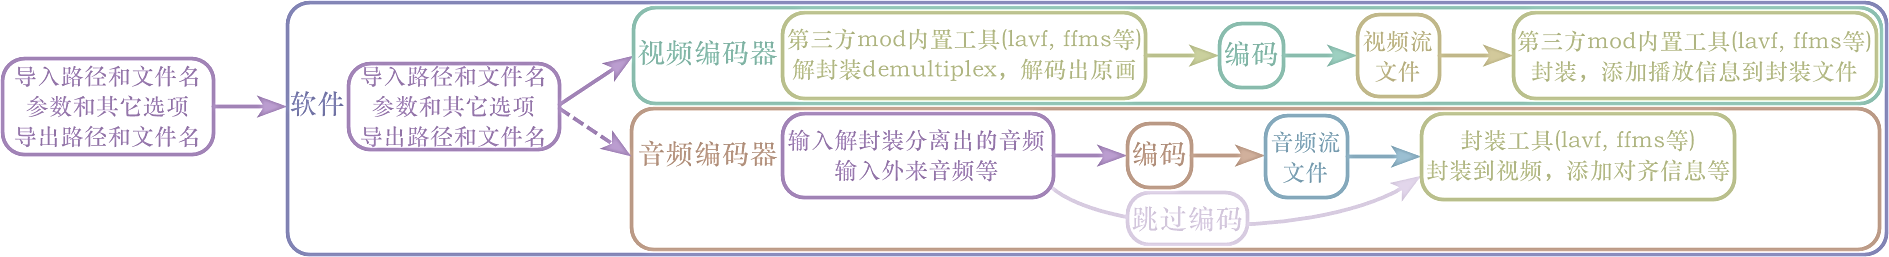 导入路径和文件名
参数和其它选项
导出路径和文件名
软件
导入路径和文件名
参数和其它选项
导出路径和文件名
视频编码器
第三方mod内置工具(lavf, ffms等)
解封装demultiplex，解码出原画
编码
视频流
文件
第三方mod内置工具(lavf, ffms等)
封装，添加播放信息到封装文件
音频编码器
输入解封装分离出的音频
输入外来音频等
编码
音频流
文件
封装工具(lavf, ffms等)
封装到视频，添加对齐信息等
跳过编码